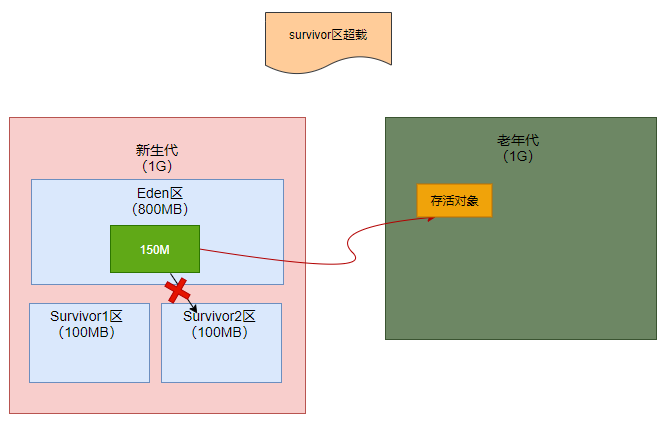 survivor区超载
新生代
（1G）
Eden区
（800MB）
150M
Survivor1区
（100MB）
Survivor2区
（100MB）
老年代
（1G）
存活对象